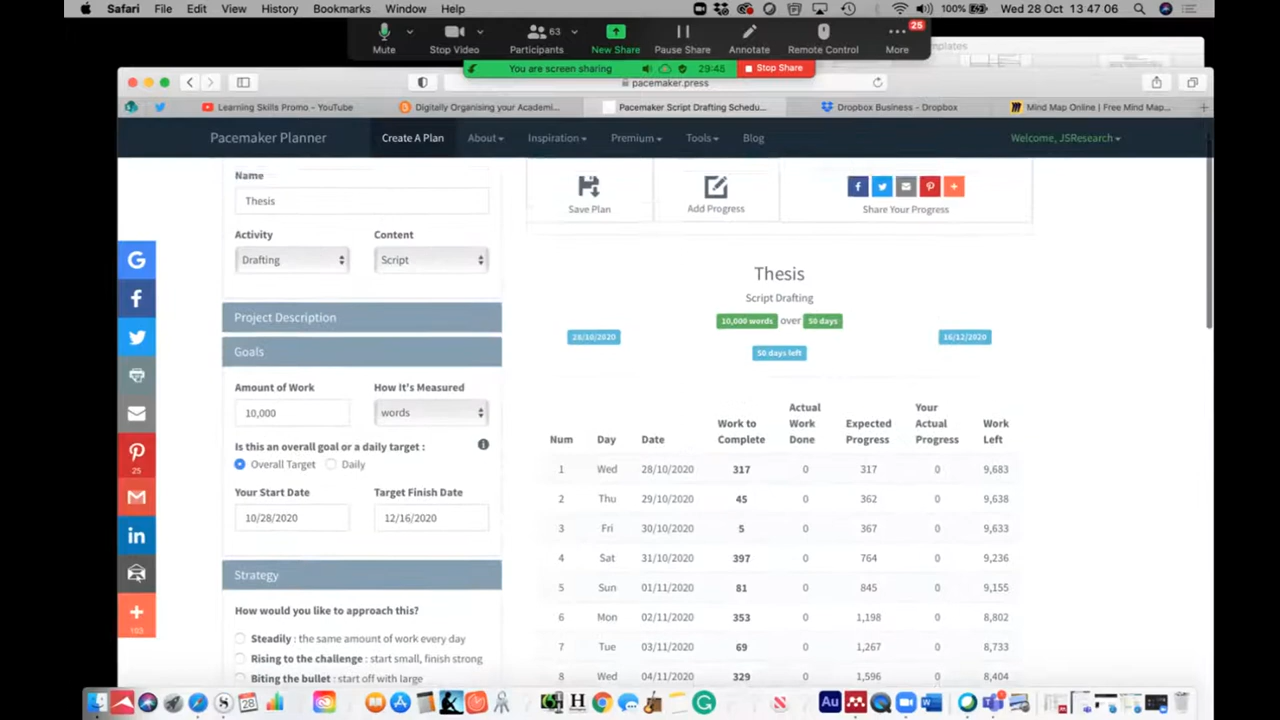 Safari File Edit View History Bookmarks Window Help 100% Wed 28 Oct 13 47 06
63 25
Mute Stop Video Participants New Share Pause Share Annotate Remote Control More
You are screen sharing 29:45 Stop Share
pacemaker.press
Learning Skills Promo - YouTube Digitally Organising your Academi... Pacemaker Script Drafting Schedu... Dropbox Business - Dropbox Mind Map Online | Free Mind Map...
Pacemaker Planner Create A Plan About Inspiration Premium Tools Blog Welcome, JSResearch
Name
Thesis
Save Plan Add Progress Share Your Progress
Activity Content
Drafting Script
Thesis
Script Drafting
10,000 words over 50 days
28/10/2020 16/12/2020
50 days left
Project Description
Goals
Amount of Work How It's Measured
10,000 words
Is this an overall goal or a daily target :
Overall Target Daily
Your Start Date Target Finish Date
10/28/2020 12/16/2020
Strategy
How would you like to approach this?
Steadily : the same amount of work every day
Rising to the challenge : start small, finish strong
Biting the bullet : start off with large
Num Day Date Work to Complete Actual Work Done Expected Progress Your Actual Progress Work Left
1 Wed 28/10/2020 317 0 317 0 9,683
2 Thu 29/10/2020 45 0 362 0 9,638
3 Fri 30/10/2020 5 0 367 0 9,633
4 Sat 31/10/2020 397 0 764 0 9,236
5 Sun 01/11/2020 81 0 845 0 9,155
6 Mon 02/11/2020 353 0 1,198 0 8,802
7 Tue 03/11/2020 69 0 1,267 0 8,733
8 Wed 04/11/2020 329 0 1,596 0 8,404
25
103